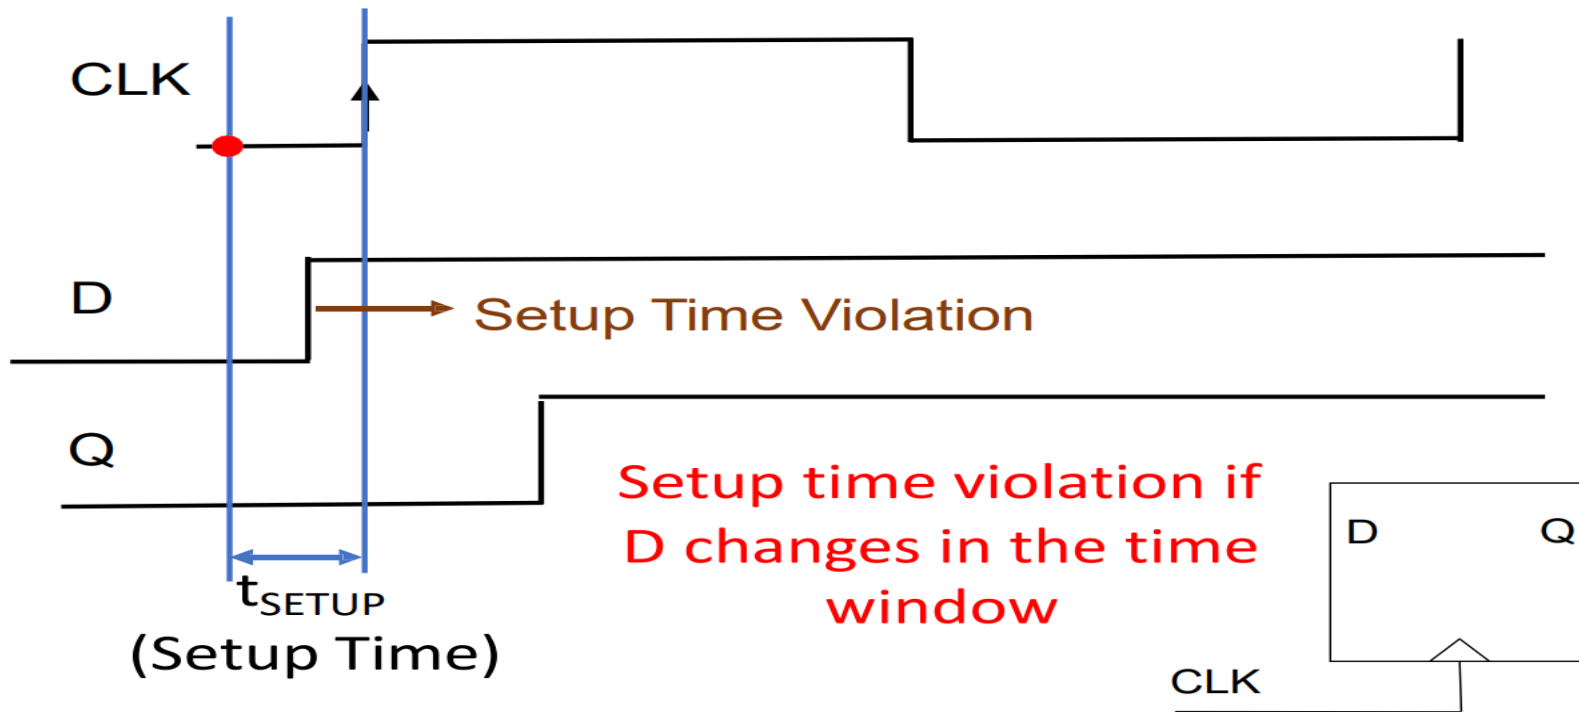 CLK
D
Setup Time Violation
Q
Setup time violation if
D changes in the time
window
tSETUP
(Setup Time)
D
Q
CLK